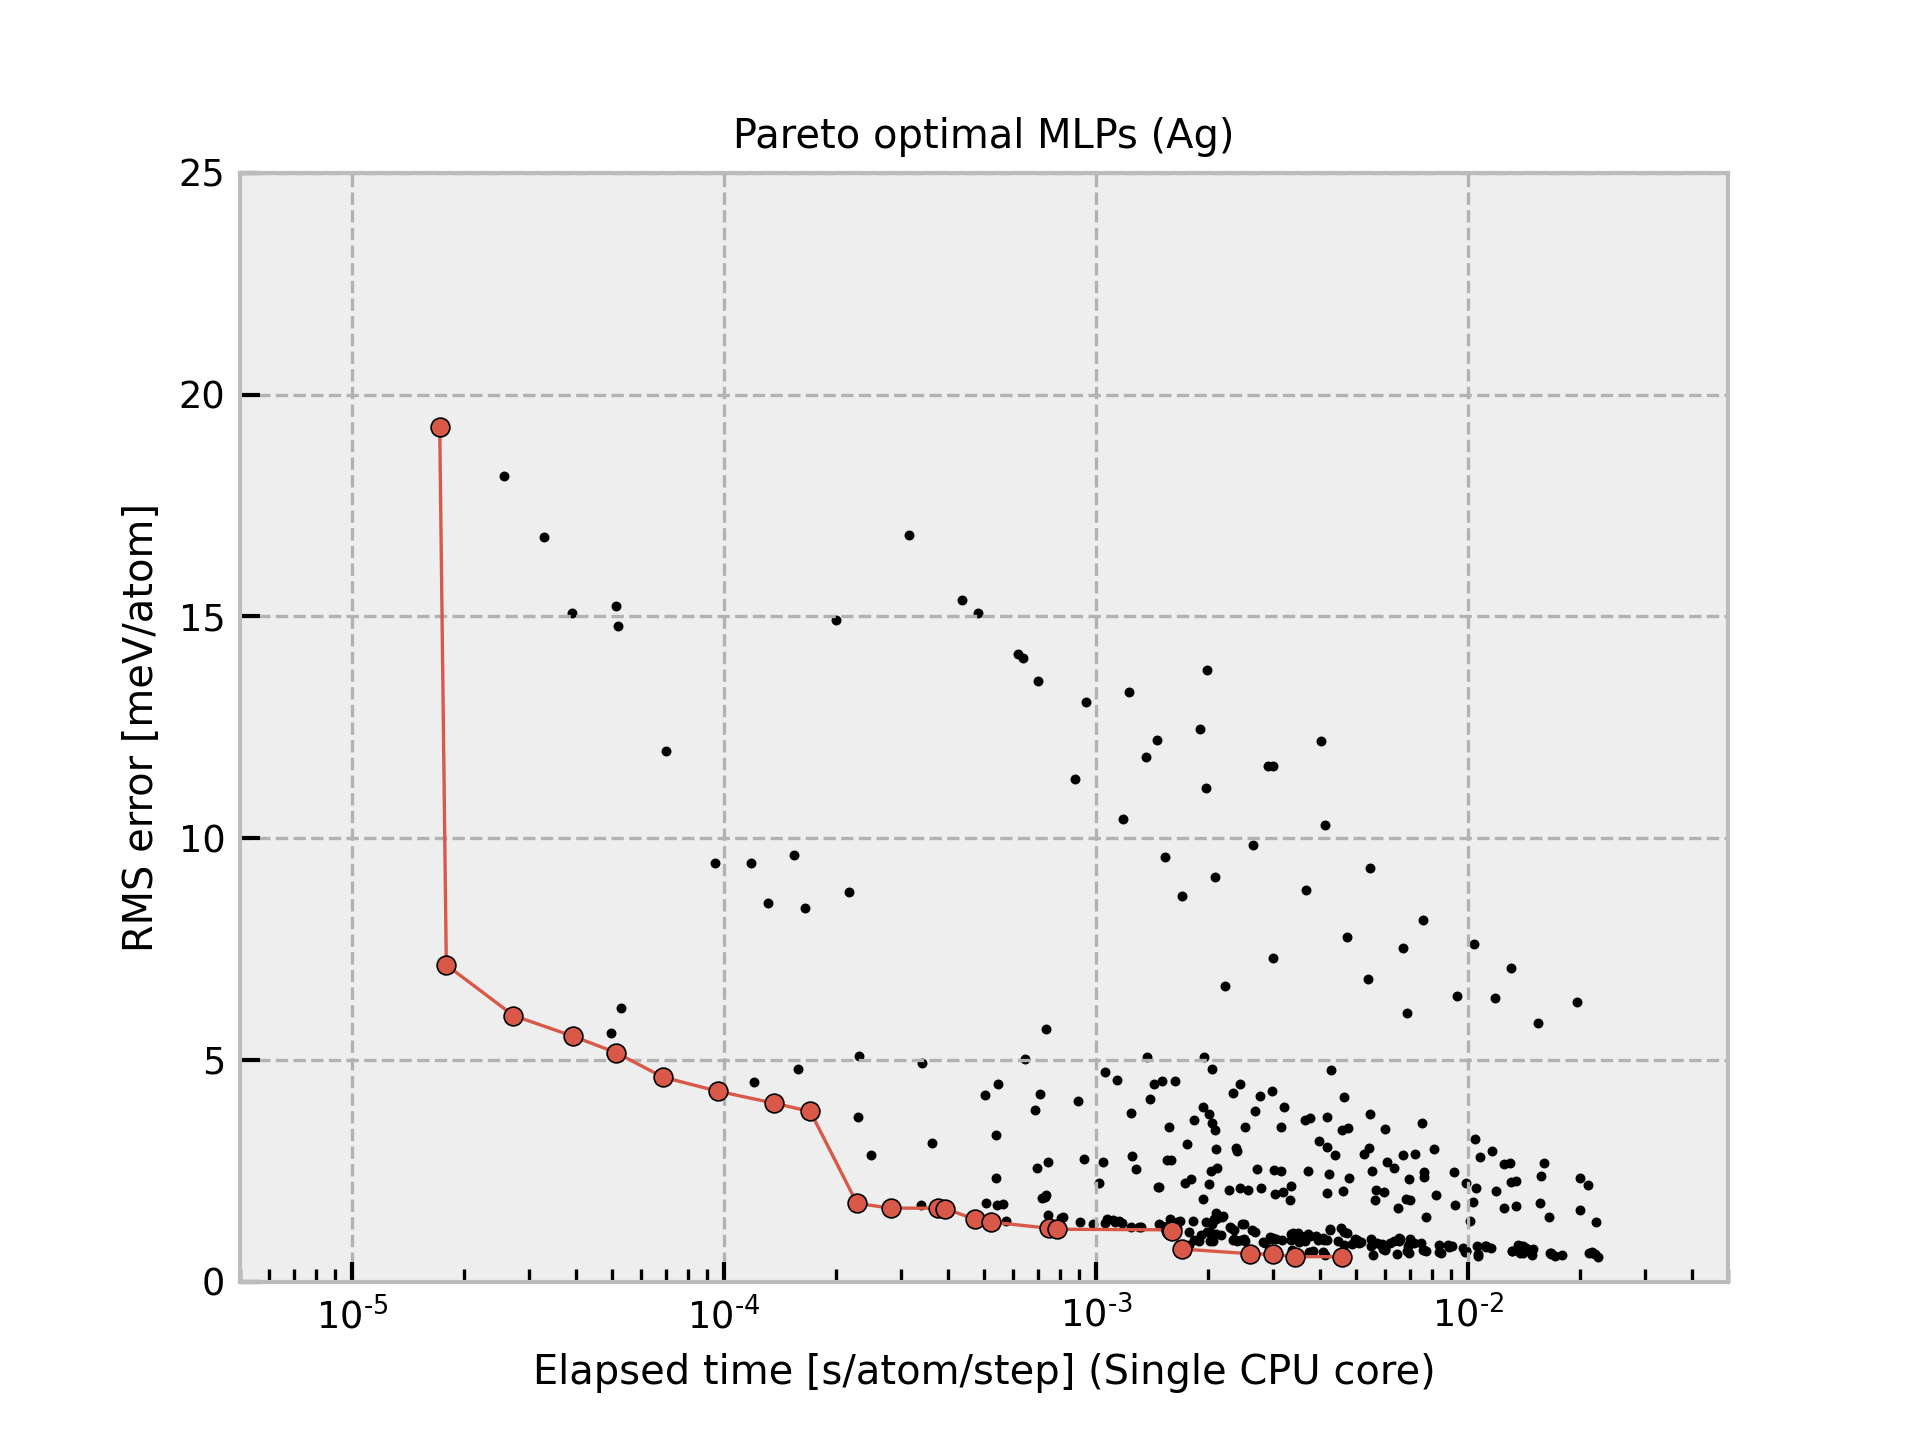 Pareto optimal MLPs (Ag)
25
20
15
10
5
0
RMS error [meV/atom]
10⁻⁵ 10⁻⁴ 10⁻³ 10⁻²
Elapsed time [s/atom/step] (Single CPU core)